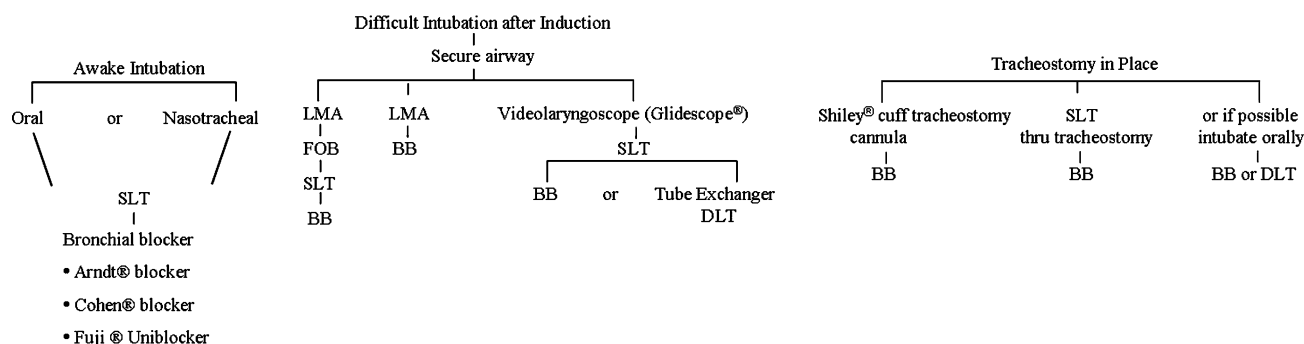 Awake Intubation
Oral or Nasotracheal
SLT
Bronchial blocker
• Arndt® blocker
• Cohen® blocker
• Fuji ® Uniblocker
Difficult Intubation after Induction
Secure airway
LMA
FOB
SLT
BB
LMA
BB
Videolaryngoscope (Glidescope®)
SLT
BB or Tube Exchanger
DLT
Tracheostomy in Place
Shiley® cuff tracheostomy
cannula
BB
SLT
thru tracheostomy
BB
or if possible
intubate orally
BB or DLT